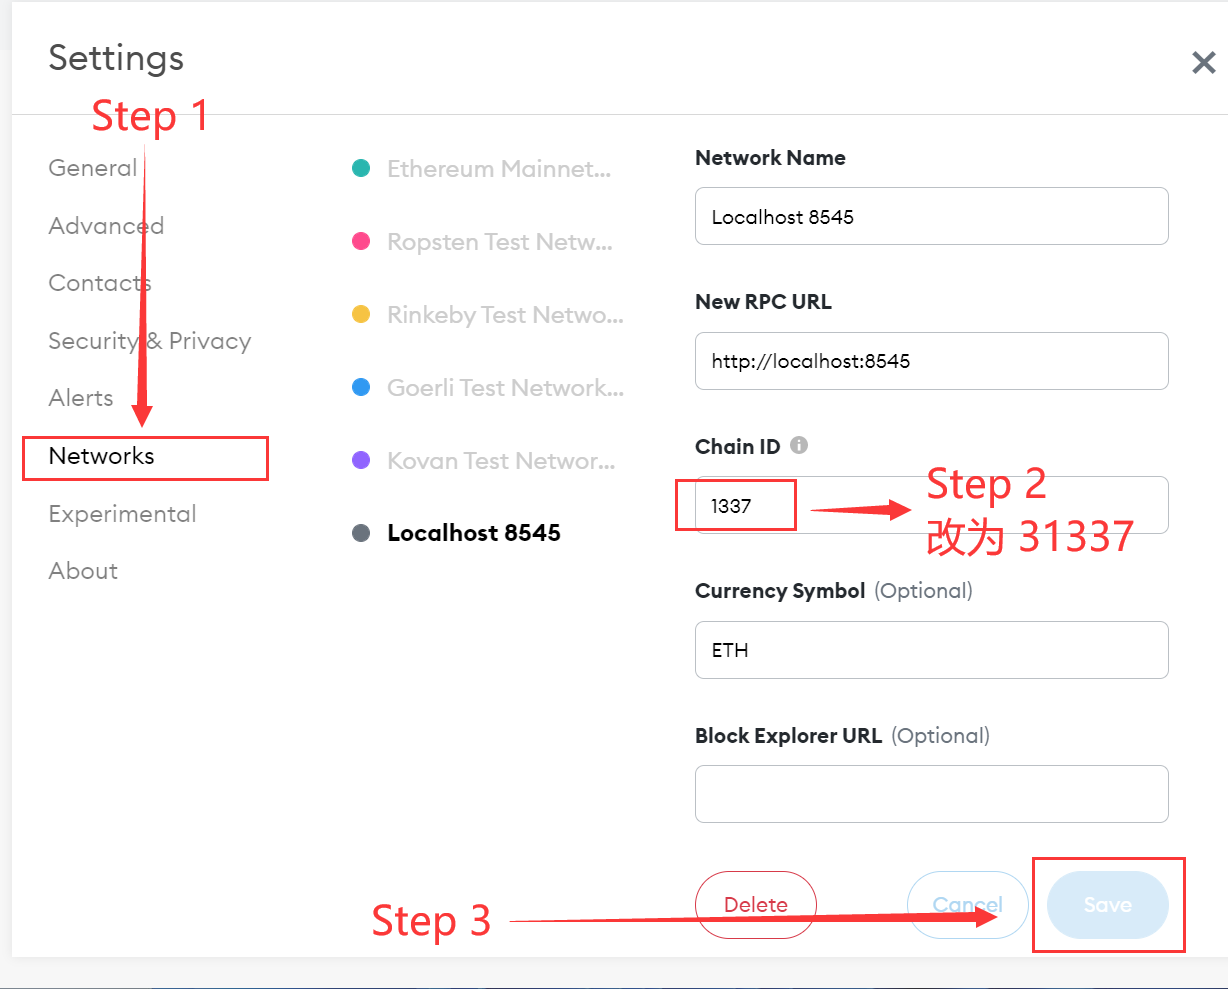 Settings
Step 1
General
Advanced
Contacts
Security & Privacy
Alerts
Networks
Experimental
About
Ethereum Mainnet...
Ropsten Test Netw...
Rinkeby Test Netwo...
Goerli Test Network...
Kovan Test Networ...
Localhost 8545
Network Name
Localhost 8545
New RPC URL
http://localhost:8545
Chain ID
1337
Step 2
改为 31337
Currency Symbol (Optional)
ETH
Block Explorer URL (Optional)
Step 3
Delete
Cancel
Save